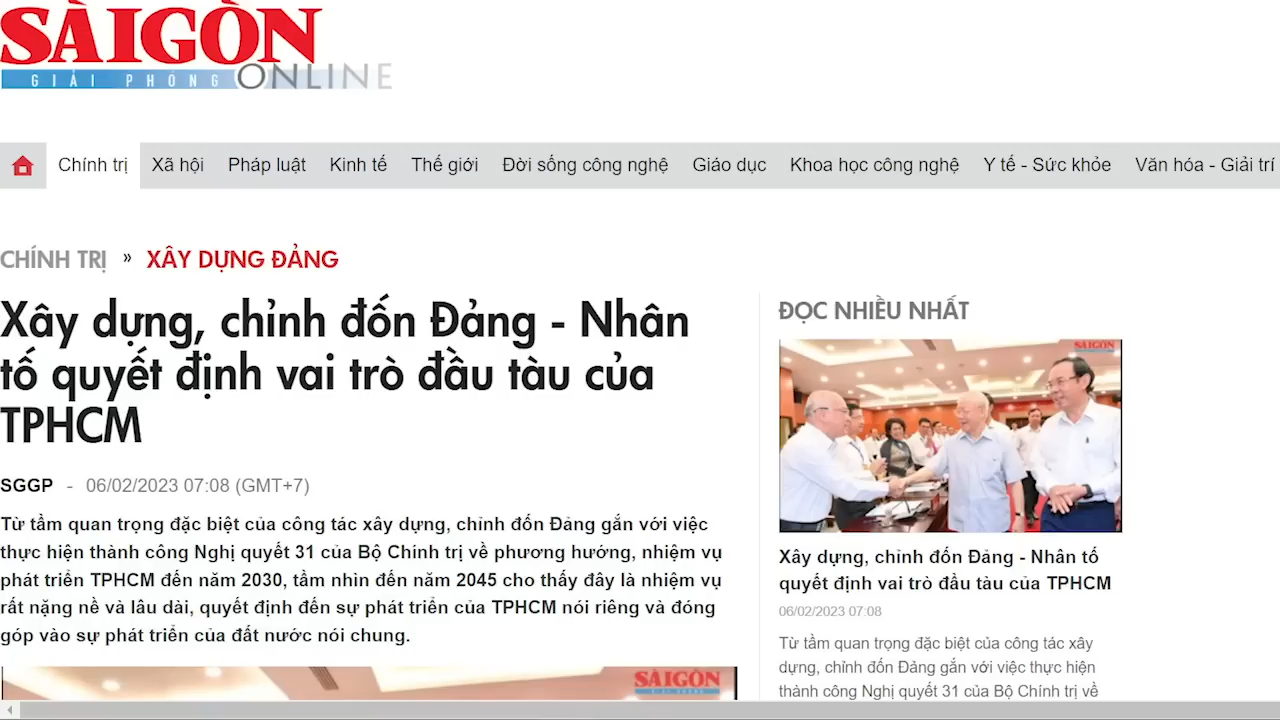 SÀI GÒN
GIẢI PHÓNG ONLINE
Chính trị Xã hội Pháp luật Kinh tế Thế giới Đời sống công nghệ Giáo dục Khoa học công nghệ Y tế - Sức khỏe Văn hóa - Giải trí
CHÍNH TRỊ » XÂY DỰNG ĐẢNG
Xây dựng, chỉnh đốn Đảng - Nhân
tố quyết định vai trò đầu tàu của
TPHCM
SGGP - 06/02/2023 07:08 (GMT+7)
Từ tầm quan trọng đặc biệt của công tác xây dựng, chỉnh đốn Đảng gắn với việc
thực hiện thành công Nghị quyết 31 của Bộ Chính trị về phương hướng, nhiệm vụ
phát triển TPHCM đến năm 2030, tầm nhìn đến năm 2045 cho thấy đây là nhiệm vụ
rất nặng nề và lâu dài, quyết định đến sự phát triển của TPHCM nói riêng và đóng
góp vào sự phát triển của đất nước nói chung.
SÀI GÒN
GIẢI PHÓNG
ĐỌC NHIỀU NHẤT
SÀI GÒN
Xây dựng, chỉnh đốn Đảng - Nhân tố
quyết định vai trò đầu tàu của TPHCM
06/02/2023 07:08
Từ tầm quan trọng đặc biệt của công tác xây
dựng, chỉnh đốn Đảng gắn với việc thực hiện
thành công Nghị quyết 31 của Bộ Chính trị về